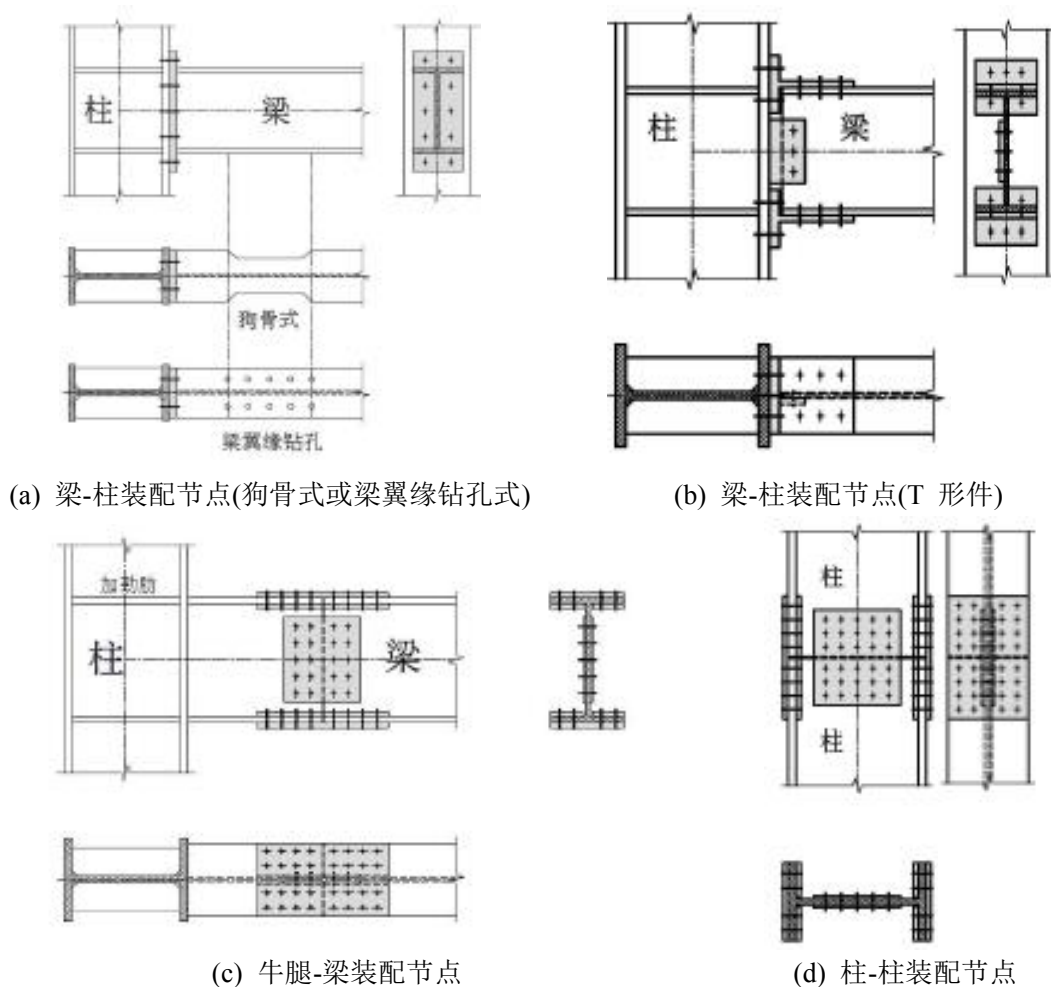 柱
梁
狗骨式
梁翼缘钻孔
(a) 梁-柱装配节点(狗骨式或梁翼缘钻孔式)
柱
梁
(b) 梁-柱装配节点(T 形件)
加劲肋
柱
梁
(c) 牛腿-梁装配节点
柱
柱
(d) 柱-柱装配节点